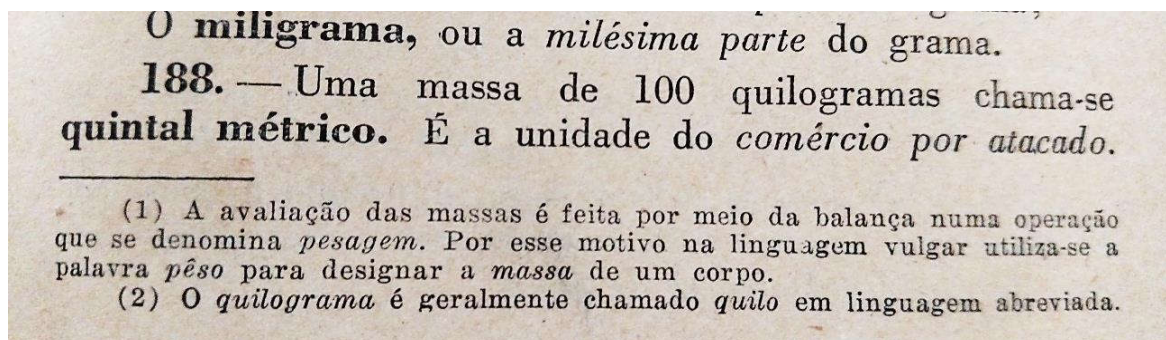 O miligrama, ou a milésima parte do grama.
188. — Uma massa de 100 quilogramas chama-se
quintal métrico. É a unidade do comércio por atacado.
(1) A avaliação das massas é feita por meio da balança numa operação
que se denomina pesagem. Por esse motivo na linguagem vulgar utiliza-se a
palavra pêso para designar a massa de um corpo.
(2) O quilograma é geralmente chamado quilo em linguagem abreviada.